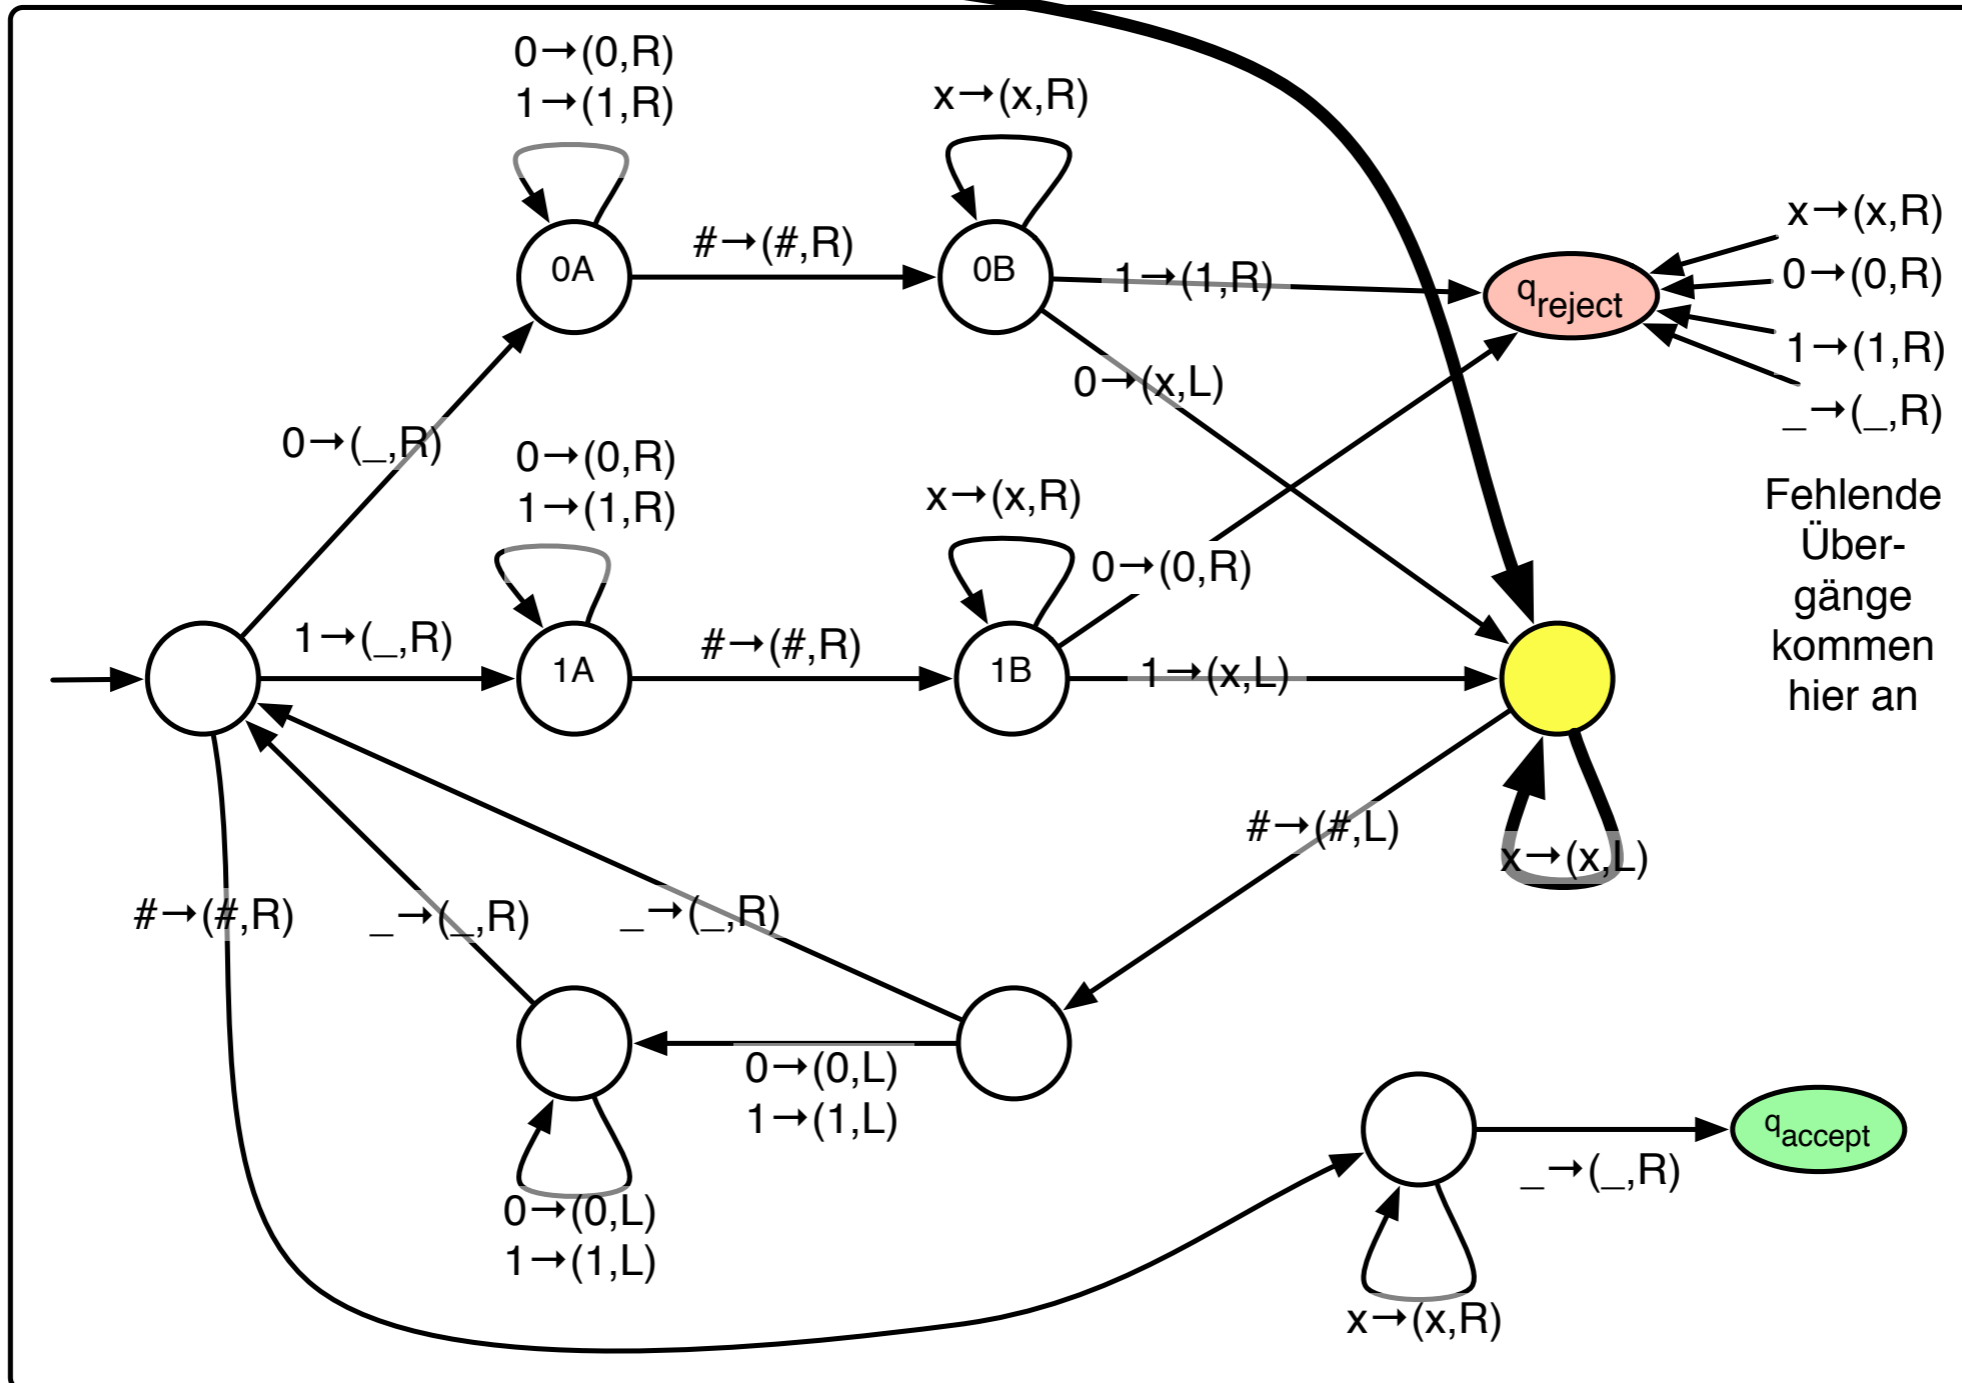 0→(0,R)
1→(1,R)
x→(x,R)
0A
#→(#,R)
0B
1→(1,R)
qreject
x→(x,R)
0→(0,R)
1→(1,R)
_→(_,R)
0→(x,L)
0→(_,R)
0→(0,R)
1→(1,R)
x→(x,R)
0→(0,R)
Fehlende
Über-
gänge
kommen
hier an
1→(_,R)
1A
#→(#,R)
1B
1→(x,L)
#→(#,L)
x→(x,L)
#→(#,R)
_→(_,R)
_→(_,R)
0→(0,L)
1→(1,L)
0→(0,L)
1→(1,L)
qaccept
_→(_,R)
x→(x,R)